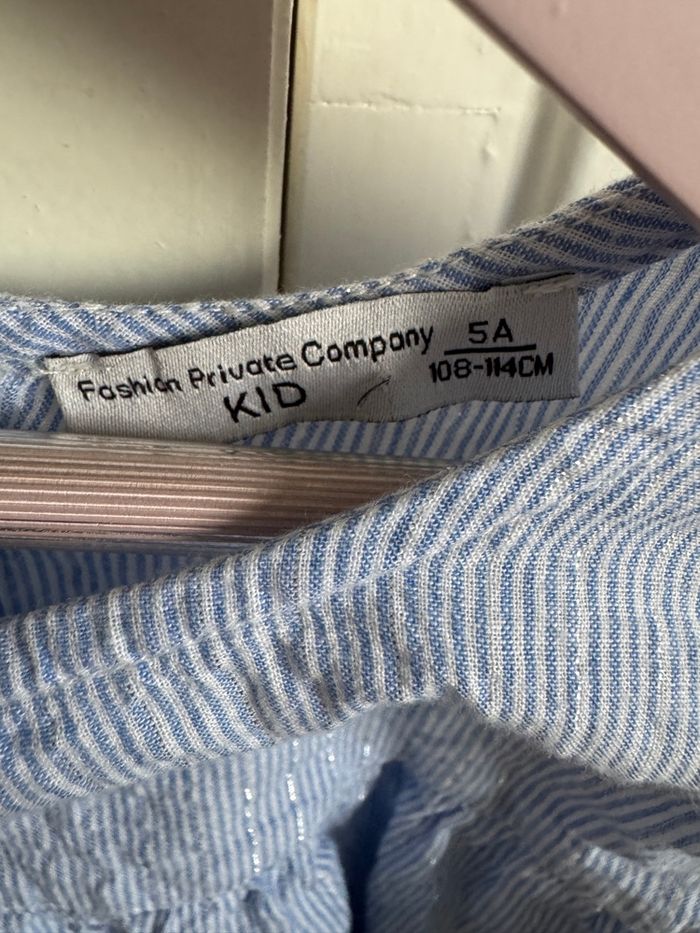 Fashion Private Company
KID
5A
108-114CM